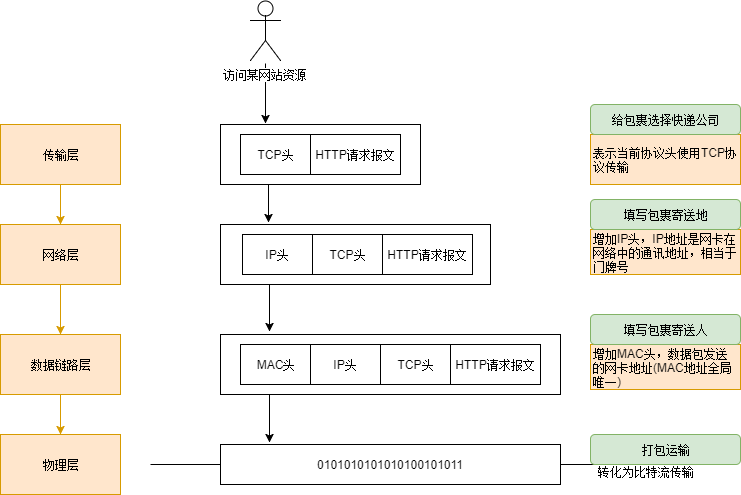 访问某网站资源
传输层
TCP头
HTTP请求报文
给包裹选择快递公司
表示当前协议头使用TCP协
议传输
网络层
IP头
TCP头
HTTP请求报文
填写包裹寄送地
增加IP头，IP地址是网卡在
网络中的通讯地址，相当于
门牌号
数据链路层
MAC头
IP头
TCP头
HTTP请求报文
填写包裹寄送人
增加MAC头，数据包发送
的网卡地址(MAC地址全局
唯一)
物理层
0101010101010100101011
打包运输
转化为比特流传输